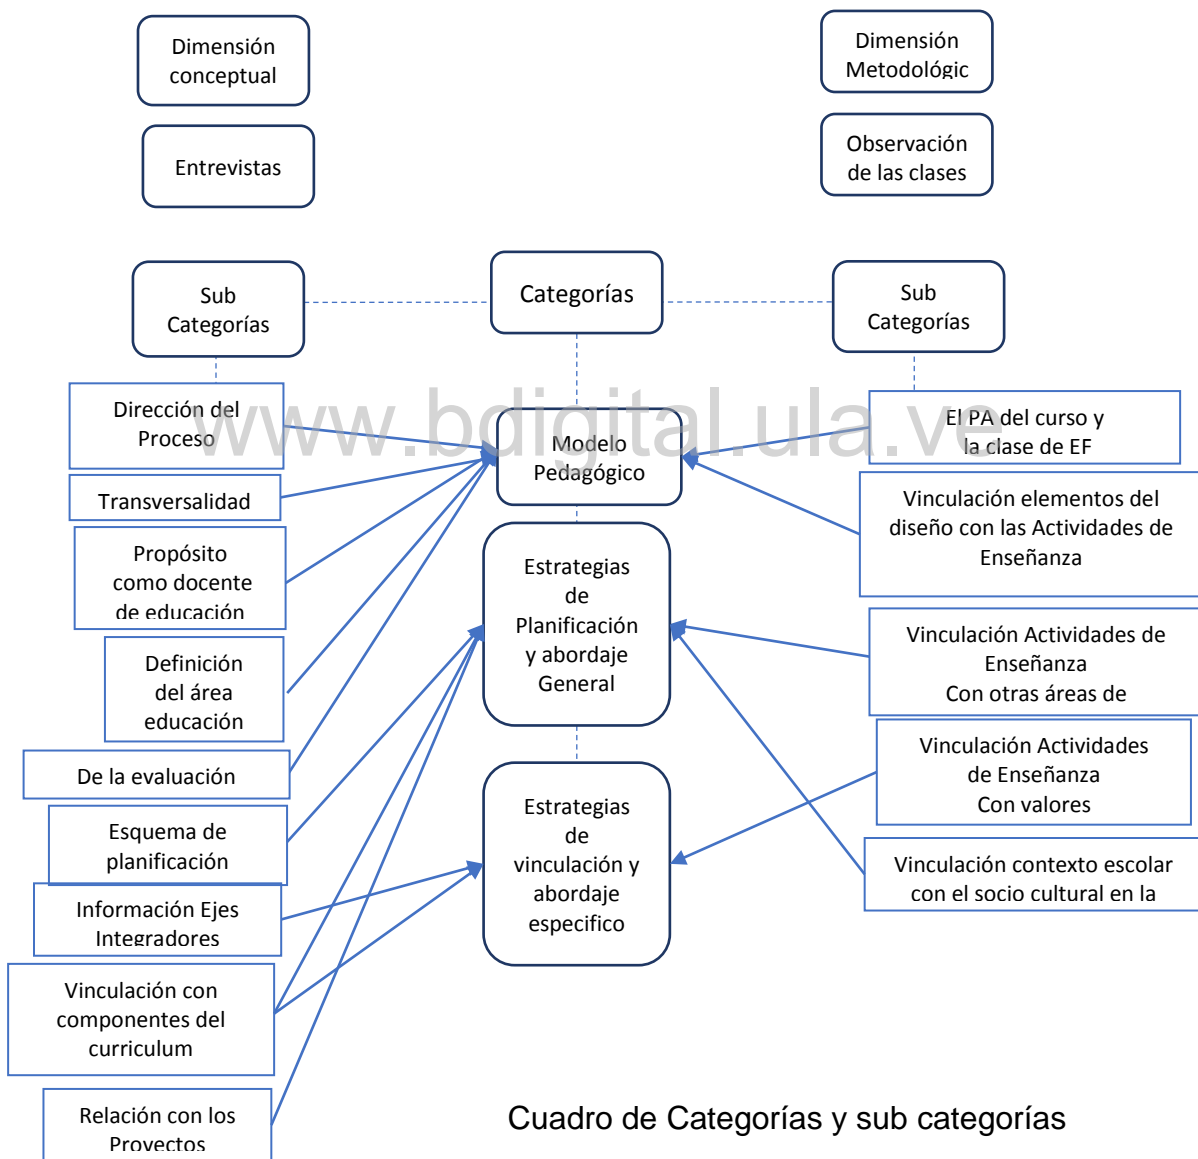 Dimensión
conceptual
Dimensión
Metodológic
Entrevistas
Observación
de las clases
Sub
Categorías
Categorías
Sub
Categorías
Dirección del
Proceso
Transversalidad
Propósito
como docente
de educación
Definición
del área
educación
De la evaluación
Esquema de
planificación
Información Ejes
Integradores
Vinculación con
componentes del
curriculum
Relación con los
Proyectos
Modelo
Pedagógico
Estrategias
de
Planificación
y abordaje
General
Estrategias
de
vinculación y
abordaje
especifico
El PA del curso y
la clase de EF
Vinculación elementos del
diseño con las Actividades de
Enseñanza
Vinculación Actividades de
Enseñanza
Con otras áreas de
Vinculación Actividades
de Enseñanza
Con valores
Vinculación contexto escolar
con el socio cultural en la
www.bdigital.ula.ve
Cuadro de Categorías y sub categorías